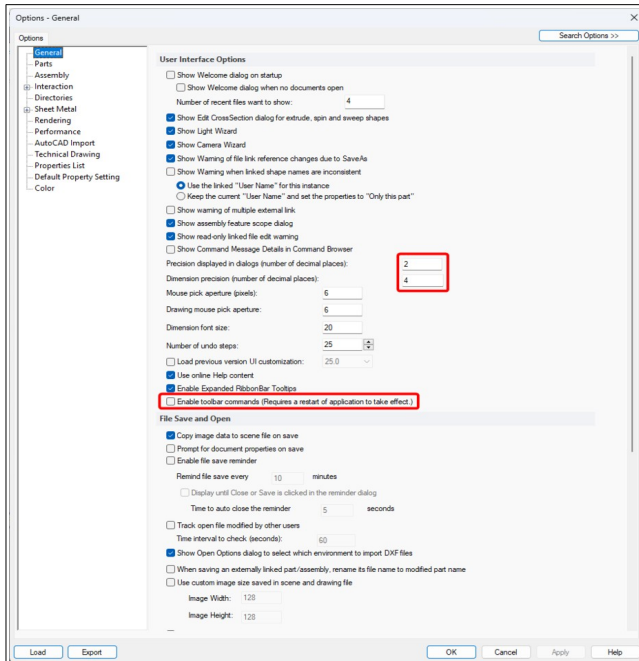 Options - General
Options
Search Options >>
General
Parts
Assembly
Interaction
Directories
Sheet Metal
Rendering
Performance
AutoCAD Import
Technical Drawing
Properties List
Default Property Setting
Color
User Interface Options
Show Welcome dialog on startup
Show Welcome dialog when no documents open
Number of recent files want to show: 4
Show Edit CrossSection dialog for extrude, spin and sweep shapes
Show Light Wizard
Show Camera Wizard
Show Warning of file link reference changes due to SaveAs
Show Warning when linked shape names are inconsistent
Use the linked "User Name" for this instance
Keep the current "User Name" and set the properties to "Only this part"
Show warning of multiple external link
Show assembly feature scope dialog
Show read-only linked file edit warning
Show Command Message Details in Command Browser
Precision displayed in dialogs (number of decimal places): 2
Dimension precision (number of decimal places): 4
Mouse pick aperture (pixels): 6
Drawing mouse pick aperture: 6
Dimension font size: 20
Number of undo steps: 25
Load previous version UI customization: 25.0
Use online Help content
Enable Expanded RibbonBar Tooltips
Enable toolbar commands (Requires a restart of application to take effect.)
File Save and Open
Copy image data to scene file on save
Prompt for document properties on save
Enable file save reminder
Remind file save every 10 minutes
Display until Close or Save is clicked in the reminder dialog
Time to auto close the reminder 5 seconds
Track open file modified by other users
Time interval to check (seconds): 60
Show Open Options dialog to select which environment to import DXF files
When saving an externally linked part/assembly, rename its file name to modified part name
Use custom image size saved in scene and drawing file
Image Width: 128
Image Height: 128
Load
Export
OK
Cancel
Apply
Help